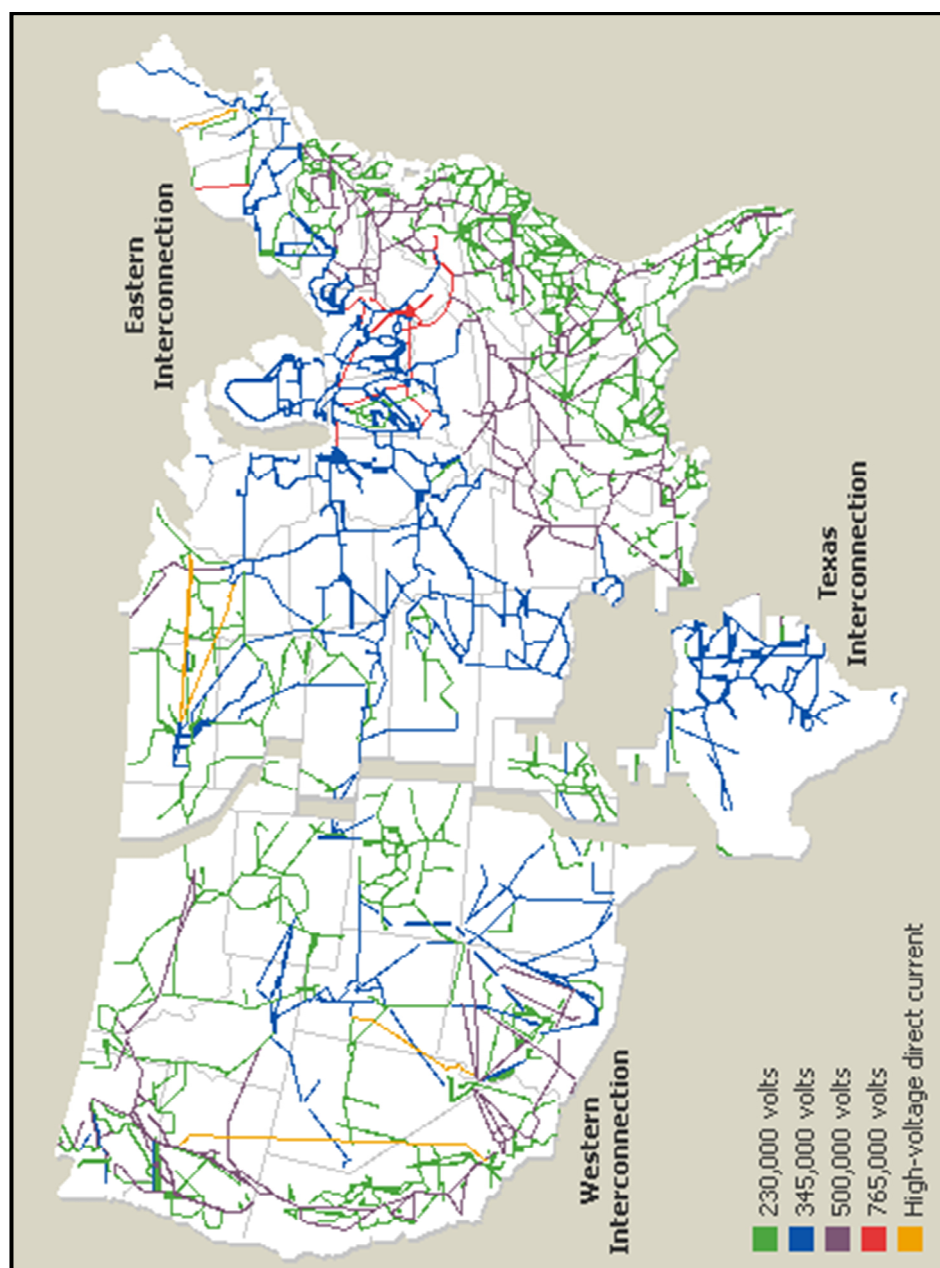 Eastern
Interconnection
Texas
Interconnection
Western
Interconnection
230,000 volts
345,000 volts
500,000 volts
765,000 volts
High-voltage direct current